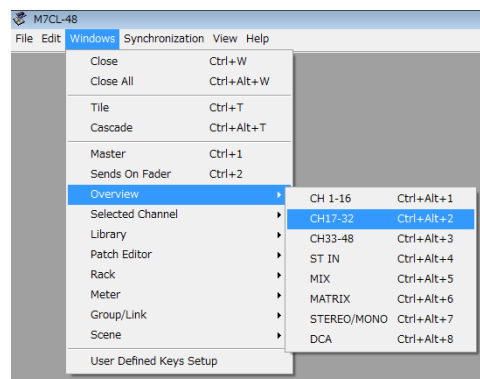 M7CL-48
File Edit Windows Synchronization View Help
Close Ctrl+W
Close All Ctrl+Alt+W
Tile Ctrl+T
Cascade Ctrl+Alt+T
Master Ctrl+1
Sends On Fader Ctrl+2
Overview
Selected Channel
Library
Patch Editor
Rack
Meter
Group/Link
Scene
User Defined Keys Setup
CH 1-16 Ctrl+Alt+1
CH17-32 Ctrl+Alt+2
CH33-48 Ctrl+Alt+3
ST IN Ctrl+Alt+4
MIX Ctrl+Alt+5
MATRIX Ctrl+Alt+6
STEREO/MONO Ctrl+Alt+7
DCA Ctrl+Alt+8